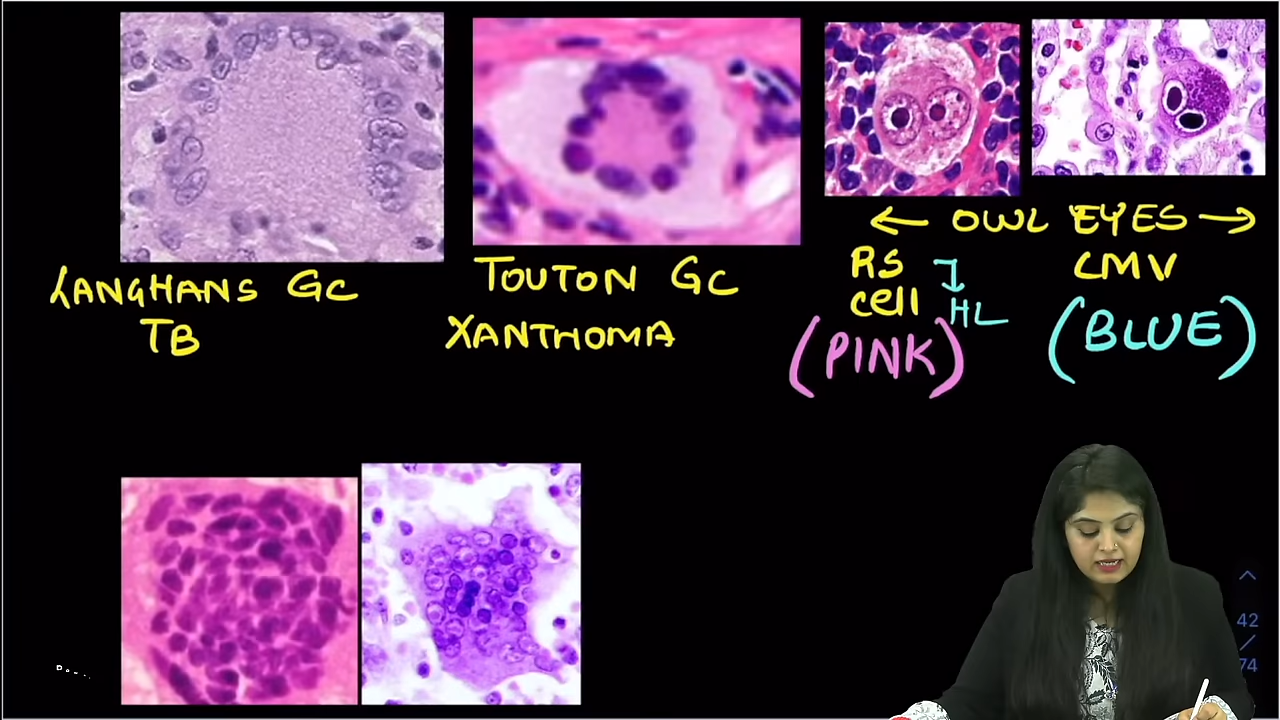 LANGHANS GC
TB
TOUTON GC
XANTHOMA
← OWL EYES →
RS
cell
HL
(PINK)
CMV
(BLUE)
42
/
74